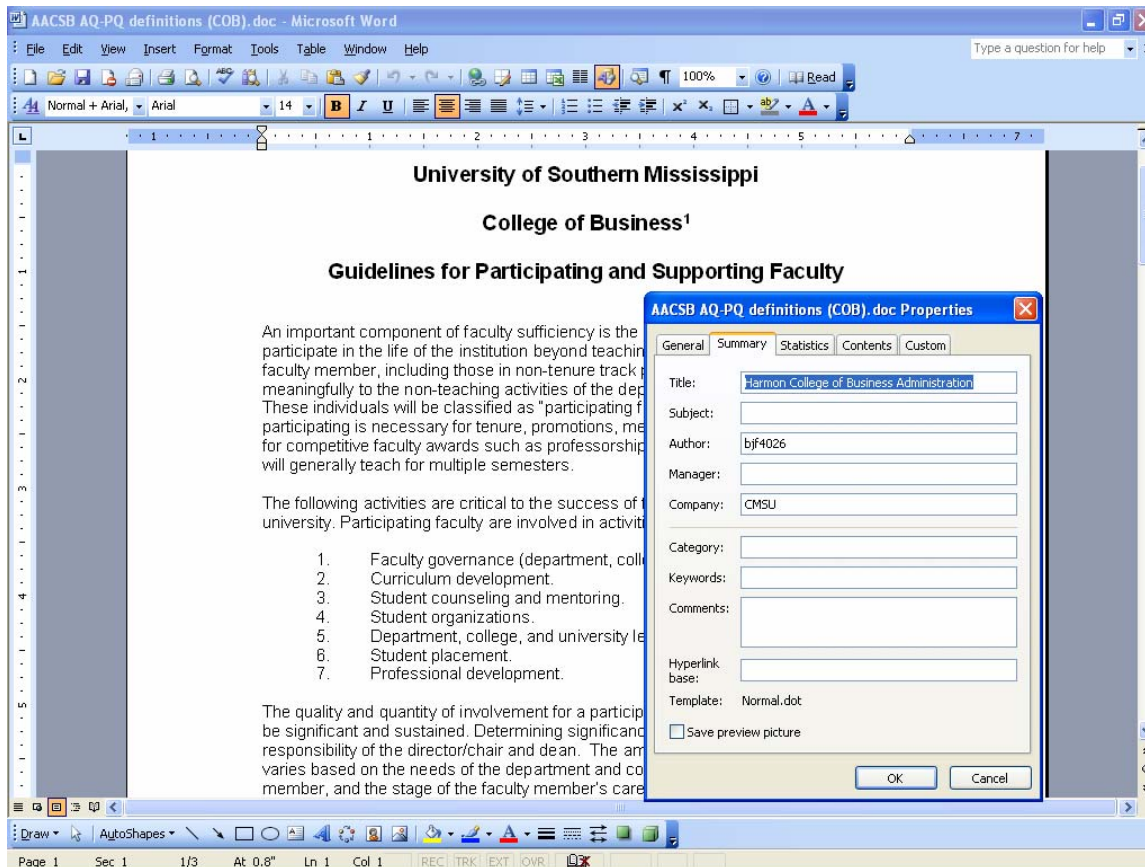 AACSB AQ-PQ definitions (COB).doc - Microsoft Word
File Edit View Insert Format Tools Table Window Help
Type a question for help
100% Read
Normal + Arial, Arial 14 B I U
1 1 2 3 4 5 7
University of Southern Mississippi
College of Business¹
Guidelines for Participating and Supporting Faculty
An important component of faculty sufficiency is the
participate in the life of the institution beyond teachin
faculty member, including those in non-tenure track p
meaningfully to the non-teaching activities of the dep
These individuals will be classified as "participating f
participating is necessary for tenure, promotions, me
for competitive faculty awards such as professorship
will generally teach for multiple semesters.
The following activities are critical to the success of t
university. Participating faculty are involved in activiti
1. Faculty governance (department, colle
2. Curriculum development.
3. Student counseling and mentoring.
4. Student organizations.
5. Department, college, and university le
6. Student placement.
7. Professional development.
The quality and quantity of involvement for a particip
be significant and sustained. Determining significanc
responsibility of the director/chair and dean. The am
varies based on the needs of the department and co
member, and the stage of the faculty member's care
AACSB AQ-PQ definitions (COB).doc Properties
General Summary Statistics Contents Custom
Title: Harmon College of Business Administration
Subject:
Author: bjf4026
Manager:
Company: CMSU
Category:
Keywords:
Comments:
Hyperlink
base:
Template: Normal.dot
Save preview picture
OK Cancel
Draw AutoShapes
Page 1 Sec 1 1/3 At 0.8" Ln 1 Col 1 REC TRK EXT OVR